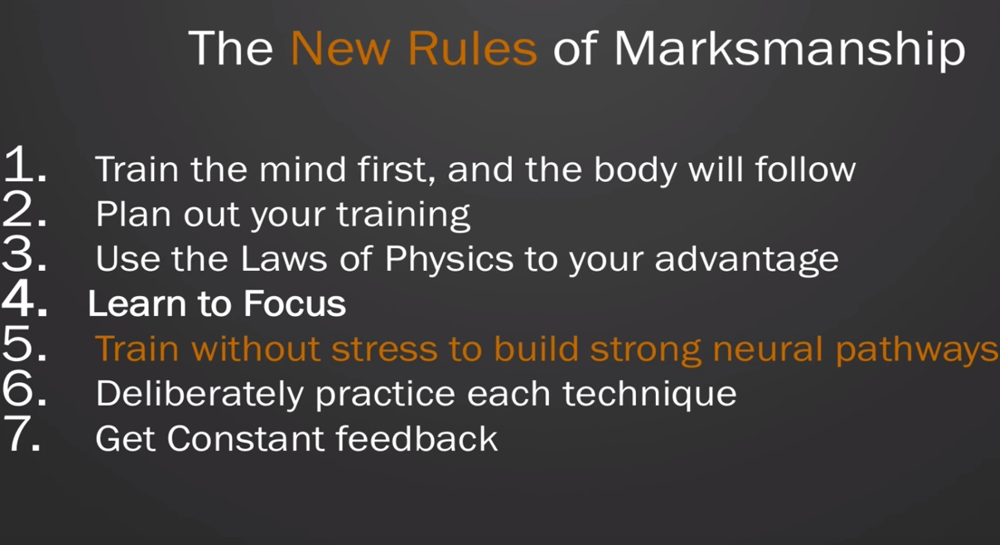 The New Rules of Marksmanship
1. Train the mind first, and the body will follow
2. Plan out your training
3. Use the Laws of Physics to your advantage
4. Learn to Focus
5. Train without stress to build strong neural pathways
6. Deliberately practice each technique
7. Get Constant feedback